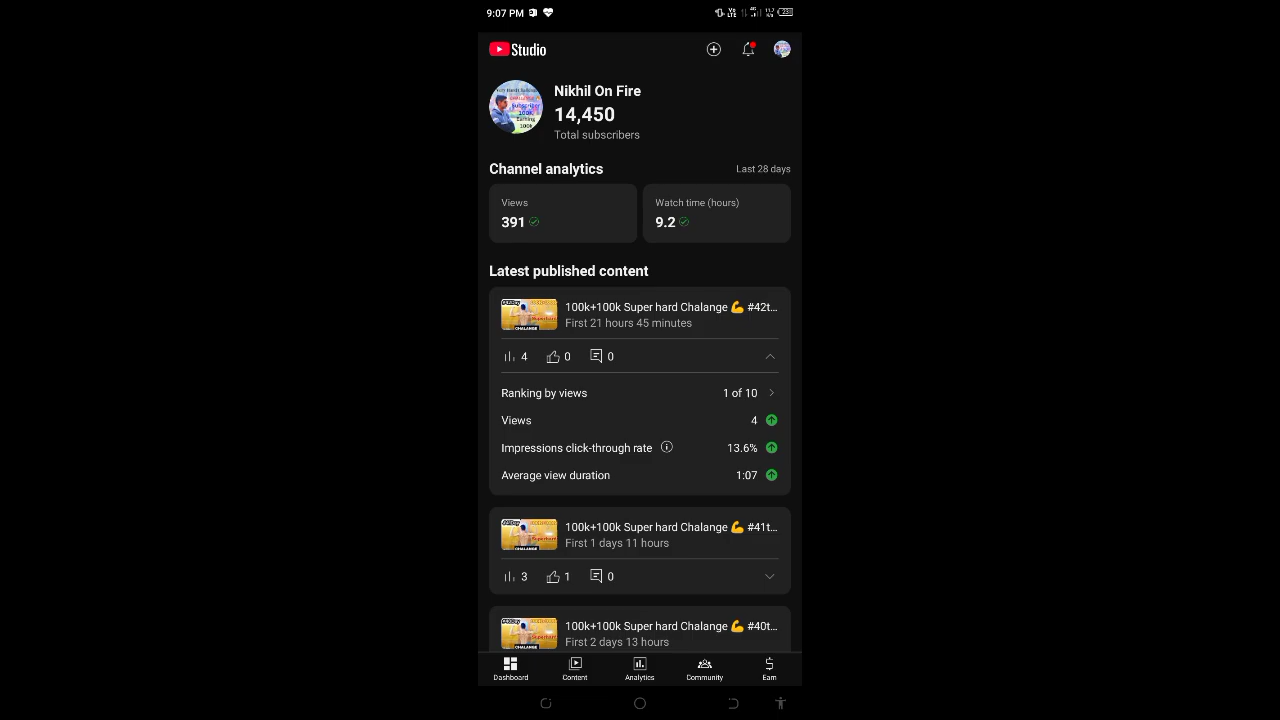 9:07 PM
Studio
Nikhil On Fire
14,450
Total subscribers
Channel analytics
Last 28 days
Views
Watch time (hours)
391
9.2
Latest published content
100k+100k Super hard Chalange 💪 #42t...
First 21 hours 45 minutes
4 0 0
Ranking by views 1 of 10
Views 4
Impressions click-through rate 13.6%
Average view duration 1:07
100k+100k Super hard Chalange 💪 #41t...
First 1 days 11 hours
3 1 0
100k+100k Super hard Chalange 💪 #40t...
First 2 days 13 hours
Dashboard Content Analytics Community Earn